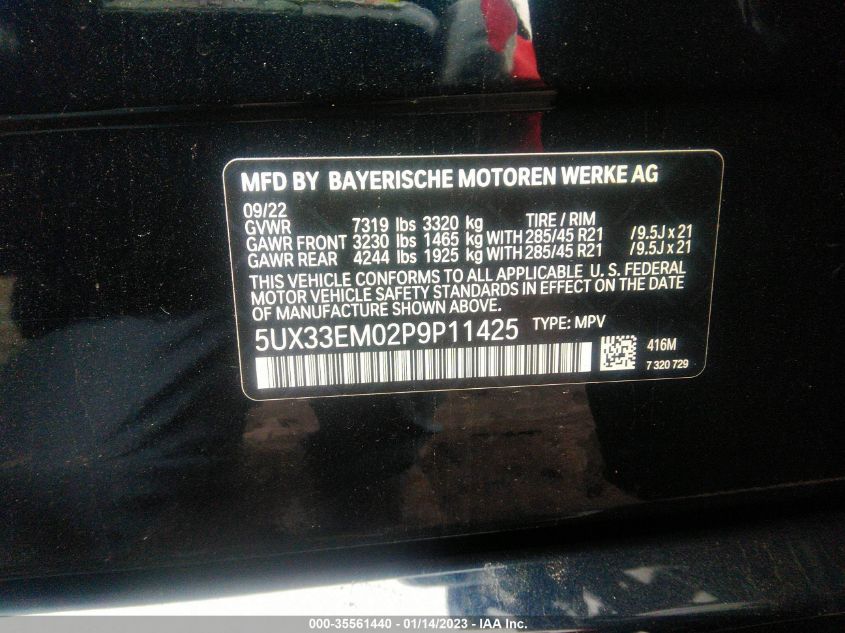 MFD BY BAYERISCHE MOTOREN WERKE AG
09/22
TIRE / RIM
GVWR 7319 lbs 3320 kg
GAWR FRONT 3230 lbs 1465 kg WITH 285/45 R21 /9.5J x 21
GAWR REAR 4244 lbs 1925 kg WITH 285/45 R21 /9.5J x 21
THIS VEHICLE CONFORMS TO ALL APPLICABLE U. S. FEDERAL
MOTOR VEHICLE SAFETY STANDARDS IN EFFECT ON THE DATE
OF MANUFACTURE SHOWN ABOVE.
5UX33EM02P9P11425 TYPE: MPV
416M
7 320 729
000-35561440 - 01/14/2023 - IAA Inc.